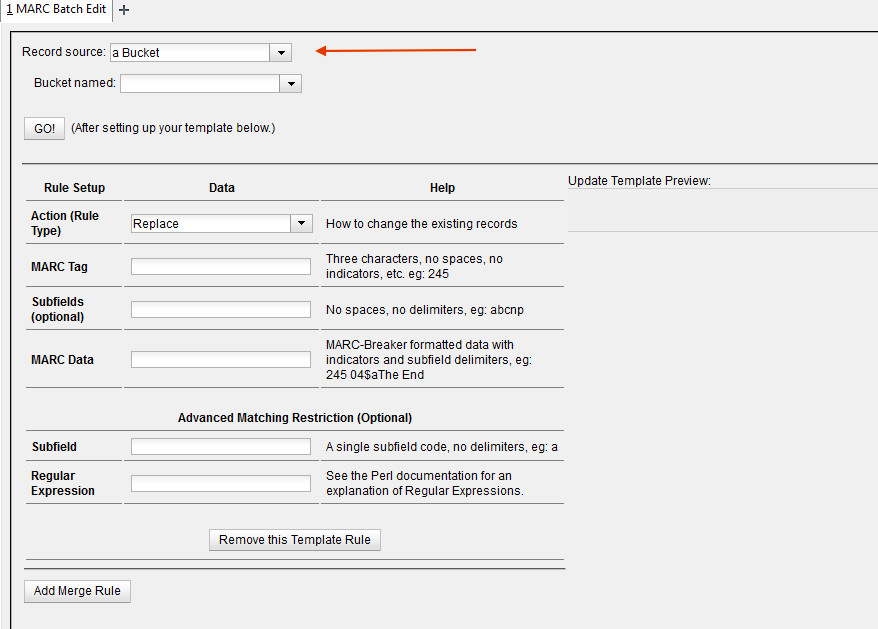 1 MARC Batch Edit +
Record source: a Bucket
Bucket named:
GO! (After setting up your template below.)
Update Template Preview:
Rule Setup Data Help
Action (Rule
Type)
Replace
How to change the existing records
MARC Tag
Three characters, no spaces, no
indicators, etc. eg: 245
Subfields
(optional)
No spaces, no delimiters, eg: abcnp
MARC Data
MARC-Breaker formatted data with
indicators and subfield delimiters, eg:
245 04$aThe End
Advanced Matching Restriction (Optional)
Subfield
A single subfield code, no delimiters, eg: a
Regular
Expression
See the Perl documentation for an
explanation of Regular Expressions.
Remove this Template Rule
Add Merge Rule